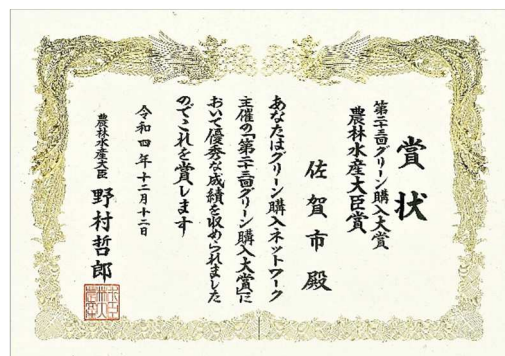 賞状
第二十三回グリーン購入大賞
農林水産大臣賞
佐賀市殿
あなたはグリーン購入ネットワーク
主催の「第二十三回グリーン購入大賞」に
おいて優秀な成績を収められました
のでこれを賞します
令和四年十二月十二日
農林水産大臣 野村哲郎